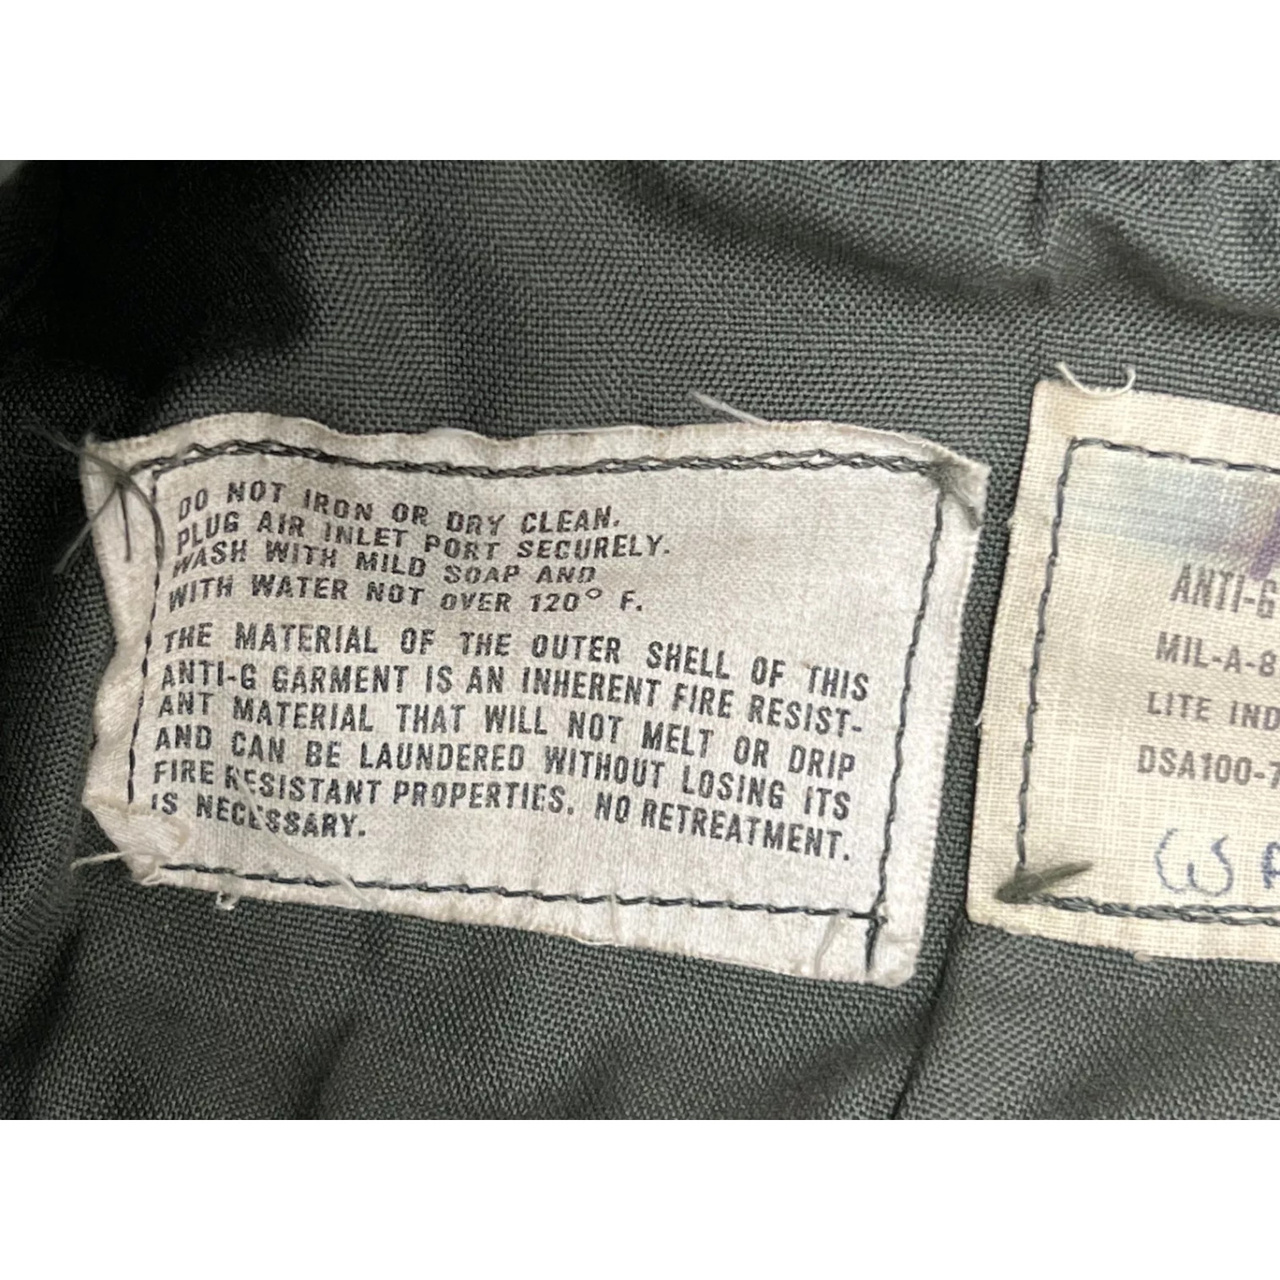 DO NOT IRON OR DRY CLEAN.
PLUG AIR INLET PORT SECURELY.
WASH WITH MILD SOAP AND
WITH WATER NOT OVER 120° F.
THE MATERIAL OF THE OUTER SHELL OF THIS
ANTI-G GARMENT IS AN INHERENT FIRE RESIST-
ANT MATERIAL THAT WILL NOT MELT OR DRIP
AND CAN BE LAUNDERED WITHOUT LOSING ITS
FIRE RESISTANT PROPERTIES. NO RETREATMENT.
IS NECESSARY.
ANTI-G
MIL-A-8
LITE IND
DSA100-7